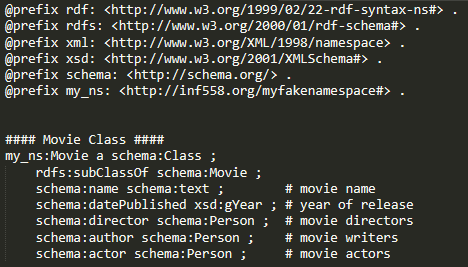 @prefix rdf: <http://www.w3.org/1999/02/22-rdf-syntax-ns#> .
@prefix rdfs: <http://www.w3.org/2000/01/rdf-schema#> .
@prefix xml: <http://www.w3.org/XML/1998/namespace> .
@prefix xsd: <http://www.w3.org/2001/XMLSchema#> .
@prefix schema: <http://schema.org/> .
@prefix my_ns: <http://inf558.org/myfakenamespace#> .
#### Movie Class ####
my_ns:Movie a schema:Class ;
    rdfs:subClassOf schema:Movie ;
    schema:name schema:text ;        # movie name
    schema:datePublished xsd:gYear ; # year of release
    schema:director schema:Person ;  # movie directors
    schema:author schema:Person ;    # movie writers
    schema:actor schema:Person ;     # movie actors